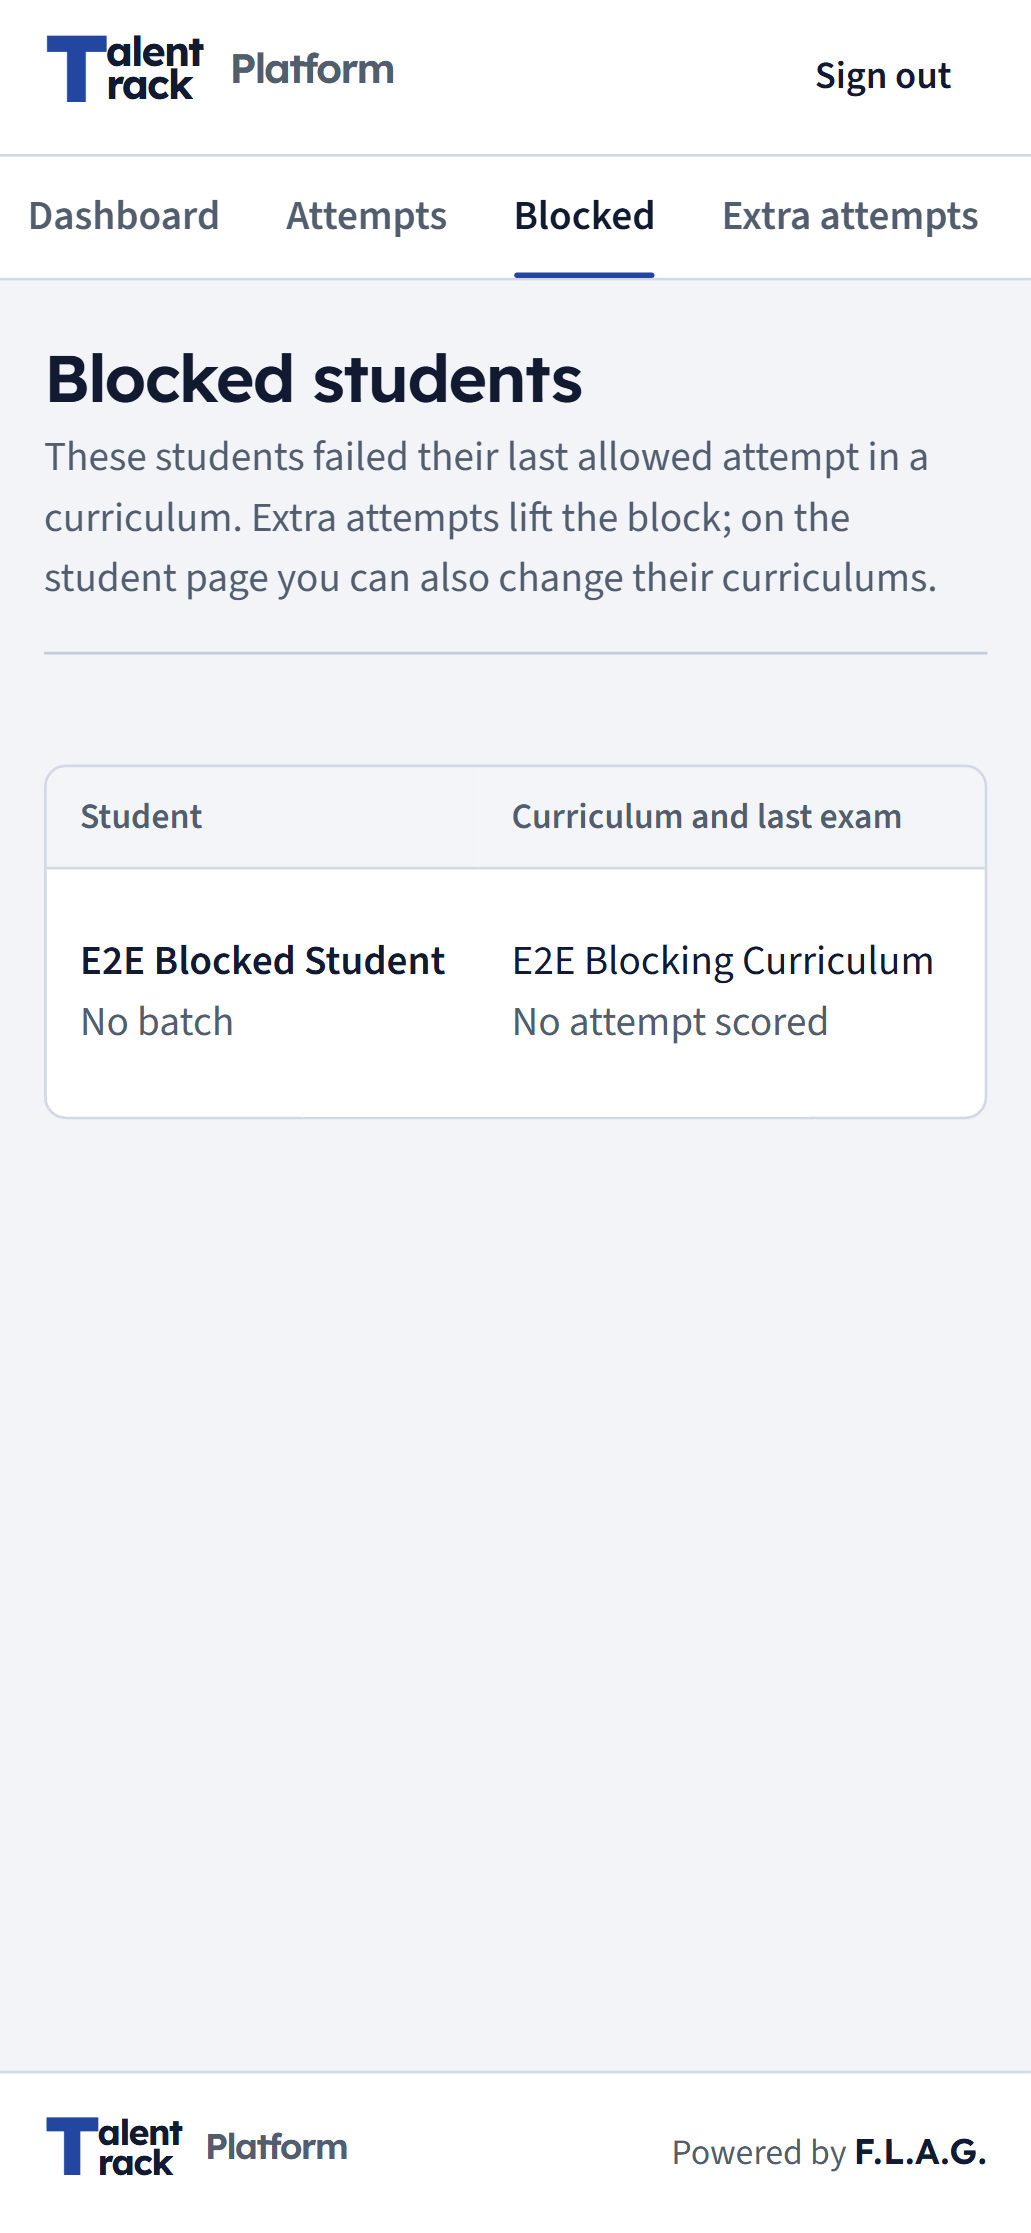 Talent
track Platform
Sign out
Dashboard Attempts Blocked Extra attempts
Blocked students
These students failed their last allowed attempt in a
curriculum. Extra attempts lift the block; on the
student page you can also change their curriculums.
Student Curriculum and last exam
E2E Blocked Student E2E Blocking Curriculum
No batch No attempt scored
Talent
rack Platform
Powered by F.L.A.G.